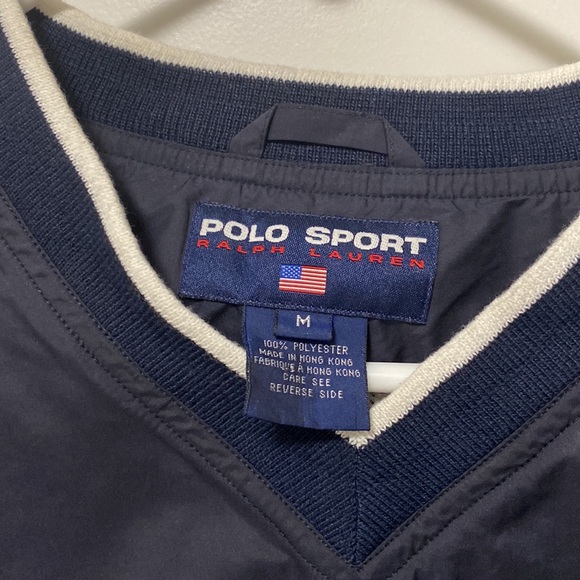 POLO SPORT
RALPH LAUREN
M
100% POLYESTER
MADE IN HONG KONG
FABRIQUÉ À HONG KONG
CARE SEE
REVERSE SIDE